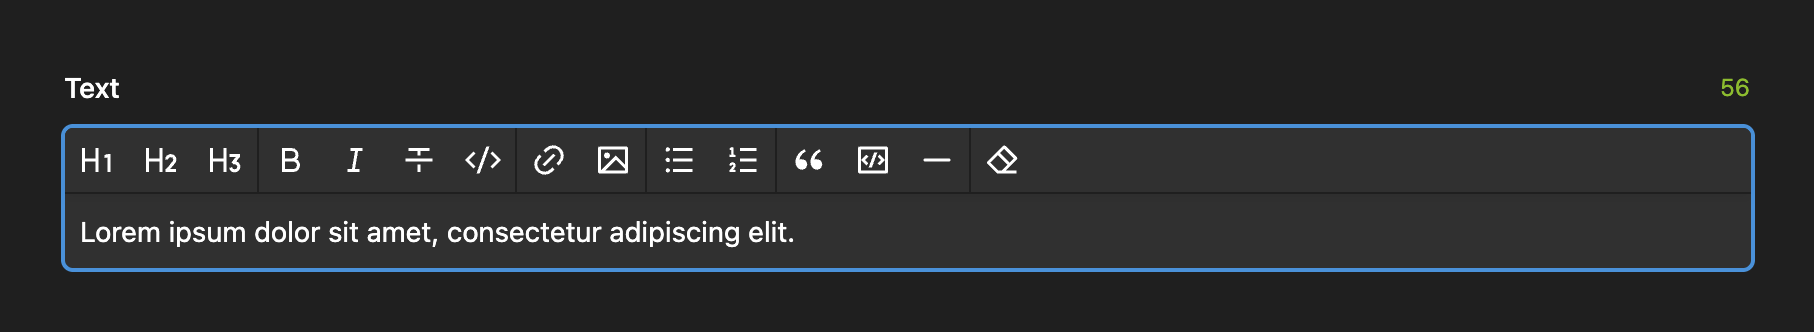 Text
56
H1 H2 H3 B I T </> </>
Lorem ipsum dolor sit amet, consectetur adipiscing elit.